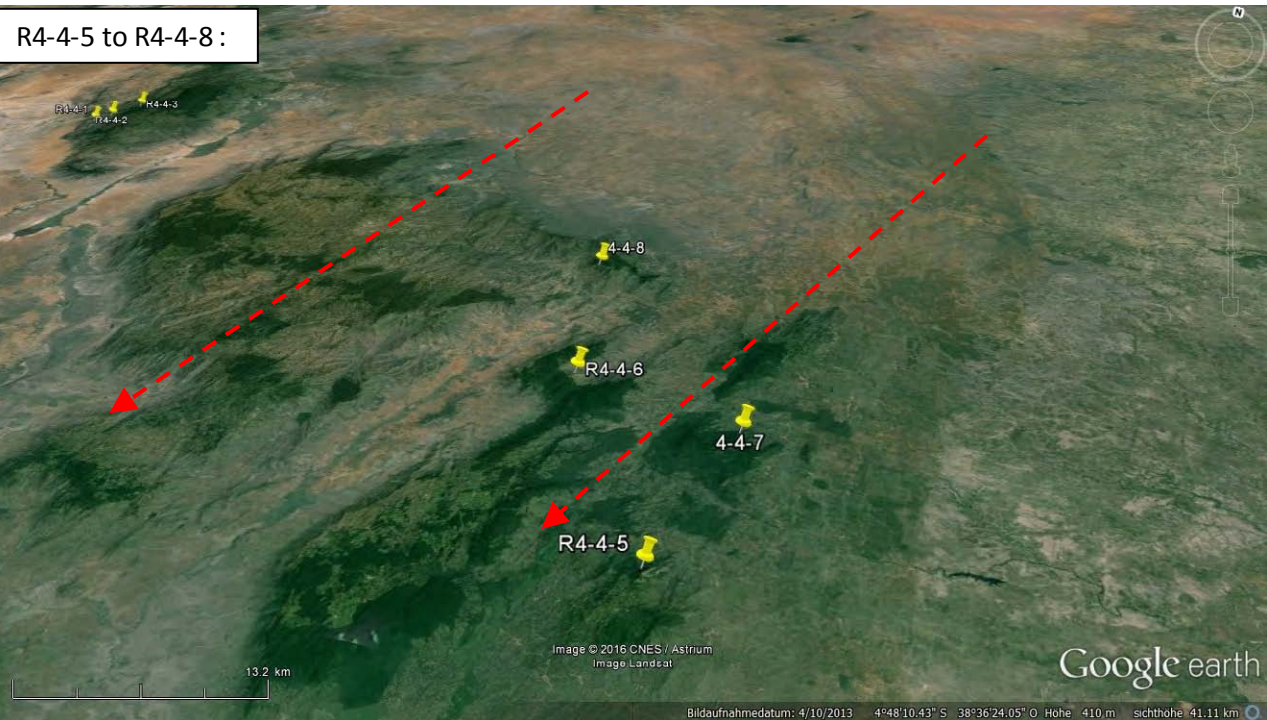 R4-4-5 to R4-4-8 :
N
R4-4-1
R4-4-2
R4-4-3
4-4-8
R4-4-6
4-4-7
R4-4-5
13.2 km
Image © 2016 CNES / Astrium
Image Landsat
Google earth
Bildaufnahmedatum: 4/10/2013 4°48'10.43" S 38°36'24.05" O Höhe 410 m sichthöhe 41.11 km